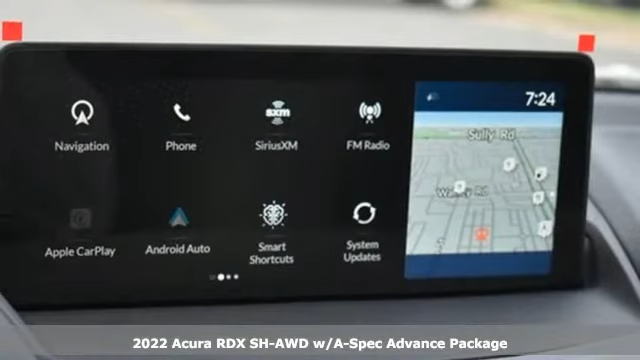 7:24
sxm
Sully Rd
Navigation
Phone
SiriusXM
FM Radio
Apple CarPlay
Android Auto
Smart
Shortcuts
System
Updates
2022 Acura RDX SH-AWD w/A-Spec Advance Package